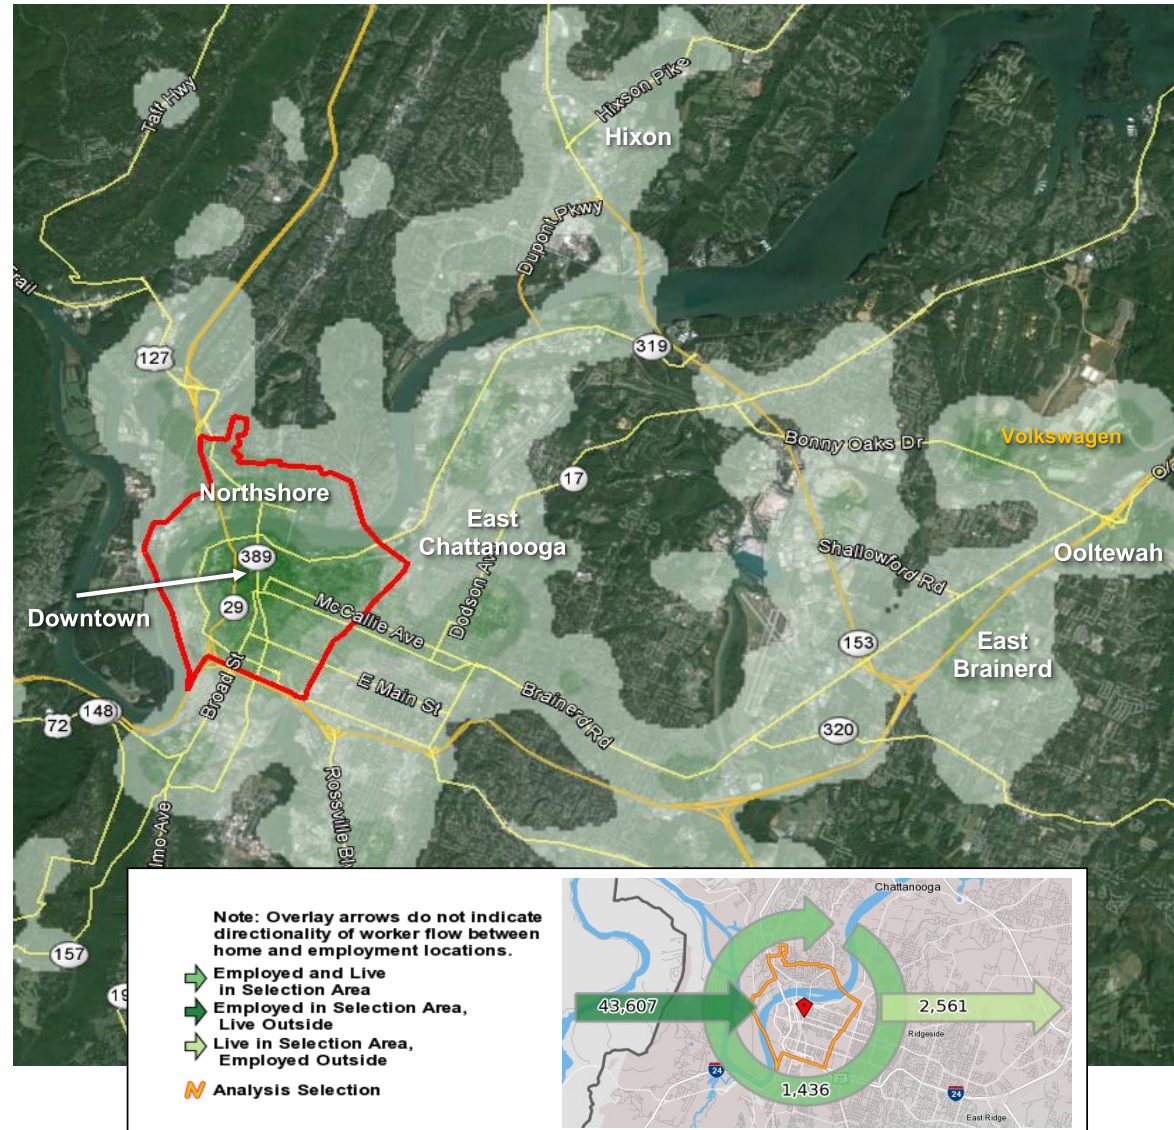 Taft Hwy
Hixson Pike
Hixon
Dupont Pkwy
Trail
127
319
Bonny Oaks Dr
Volkswagen
17
Northshore
East
Chattanooga
Ooltewah
389
Shallowford Rd
Dodson Av
Downtown
29
McCallie Ave
153
East
Brainerd
Broad St
E Main St
Brainerd Rd
72
148
320
Rossville Bl
lmo Ave
157
19
Note: Overlay arrows do not indicate
directionality of worker flow between
home and employment locations.
Employed and Live
in Selection Area
Employed in Selection Area,
Live Outside
Live in Selection Area,
Employed Outside
Analysis Selection
Chattanooga
43,607
2,561
Ridgeside
24
1,436
24
East Ridge